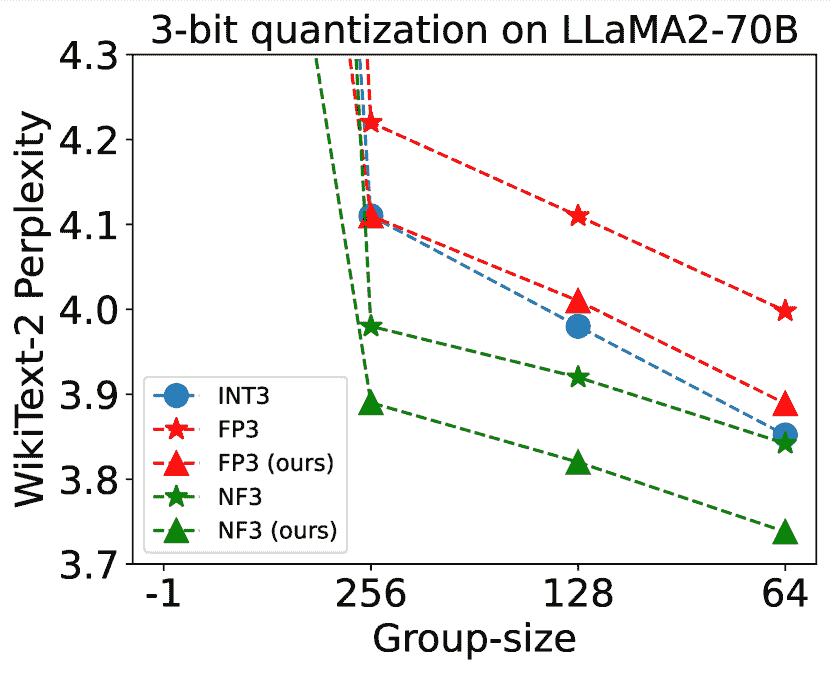 3-bit quantization on LLaMA2-70B
WikiText-2 Perplexity
4.3
4.2
4.1
4.0
3.9
3.8
3.7
INT3
FP3
FP3 (ours)
NF3
NF3 (ours)
-1 256 128 64
Group-size